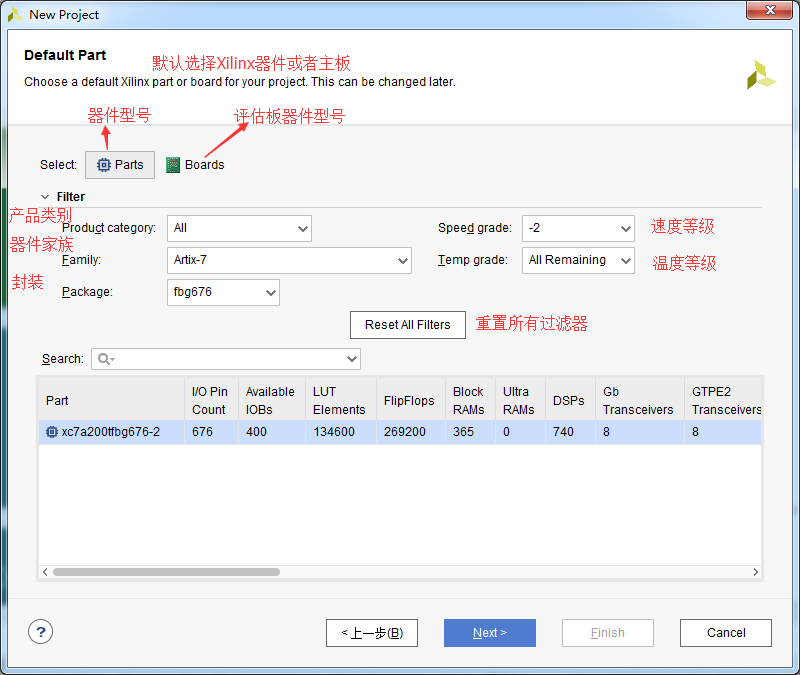 New Project
Default Part
默认选择Xilinx器件或者主板
Choose a default Xilinx part or board for your project. This can be changed later.
器件型号
评估板器件型号
Select: Parts Boards
Filter
产品类别
Product category: All
Speed grade: -2
速度等级
器件家族
Family: Artix-7
Temp grade: All Remaining
温度等级
封装
Package: fbg676
Reset All Filters
重置所有过滤器
Search:
Part I/O Pin Count Available IOBs LUT Elements FlipFlops Block RAMs Ultra RAMs DSPs Gb Transceivers GTPE2 Transceivers
xc7a200tfbg676-2 676 400 134600 269200 365 0 740 8 8
? < 上一步(B) Next > Finish Cancel